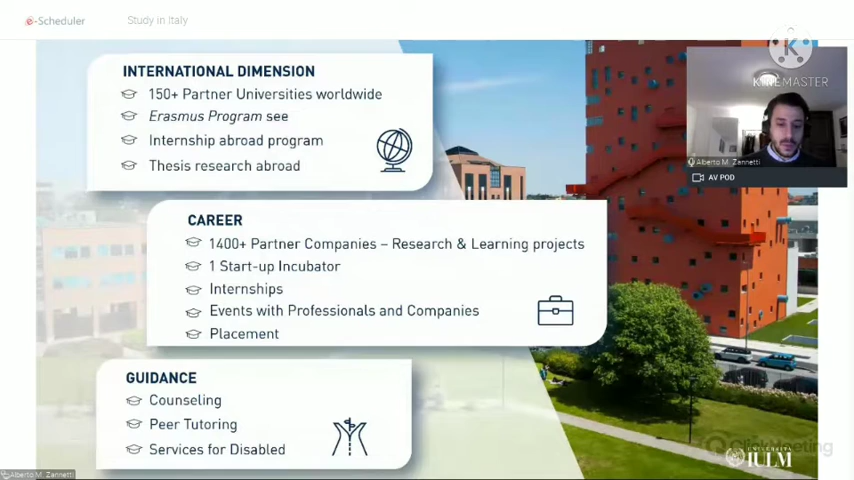 e-Scheduler
Study in Italy
INTERNATIONAL DIMENSION
150+ Partner Universities worldwide
Erasmus Program see
Internship abroad program
Thesis research abroad
K
KINEMASTER
Alberto M. Zannetti
AV POD
CAREER
1400+ Partner Companies – Research & Learning projects
1 Start-up Incubator
Internships
Events with Professionals and Companies
Placement
GUIDANCE
Counseling
Peer Tutoring
Services for Disabled
ClickMeeting
UNIVERSITÀ
IULM
Alberto M. Zannetti